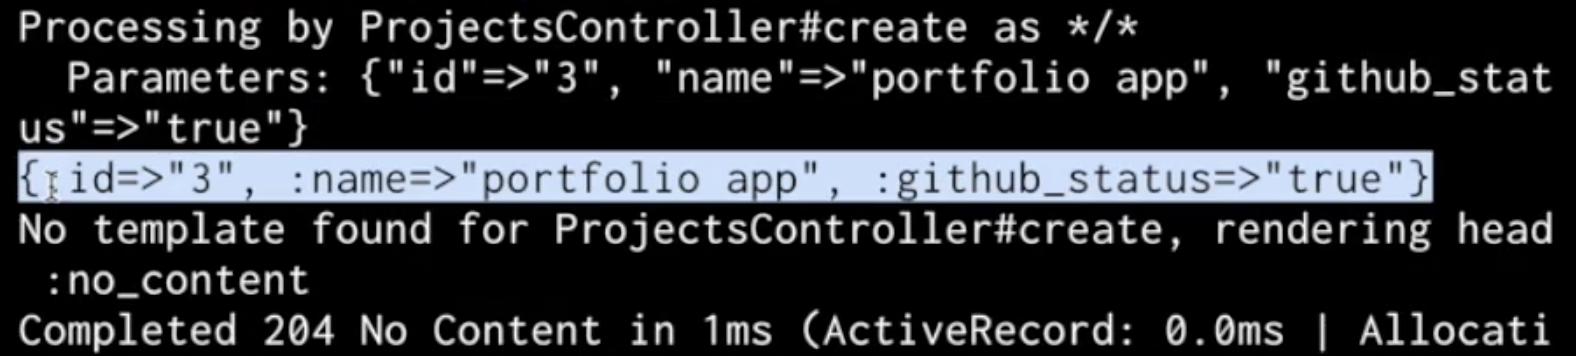 Processing by ProjectsController#create as */*
Parameters: {"id"=>"3", "name"=>"portfolio app", "github_stat
us"=>"true"}
{:id=>"3", :name=>"portfolio app", :github_status=>"true"}
No template found for ProjectsController#create, rendering head
:no_content
Completed 204 No Content in 1ms (ActiveRecord: 0.0ms | Allocati